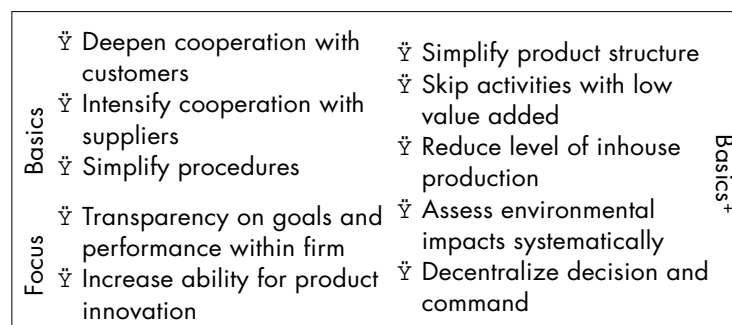 Basics
Ÿ Deepen cooperation with
customers
Ÿ Intensify cooperation with
suppliers
Ÿ Simplify procedures
Focus
Ÿ Transparency on goals and
performance within firm
Ÿ Increase ability for product
innovation
Ÿ Simplify product structure
Ÿ Skip activities with low
value added
Ÿ Reduce level of inhouse
production
Ÿ Assess environmental
impacts systematically
Ÿ Decentralize decision and
command
Basics⁺